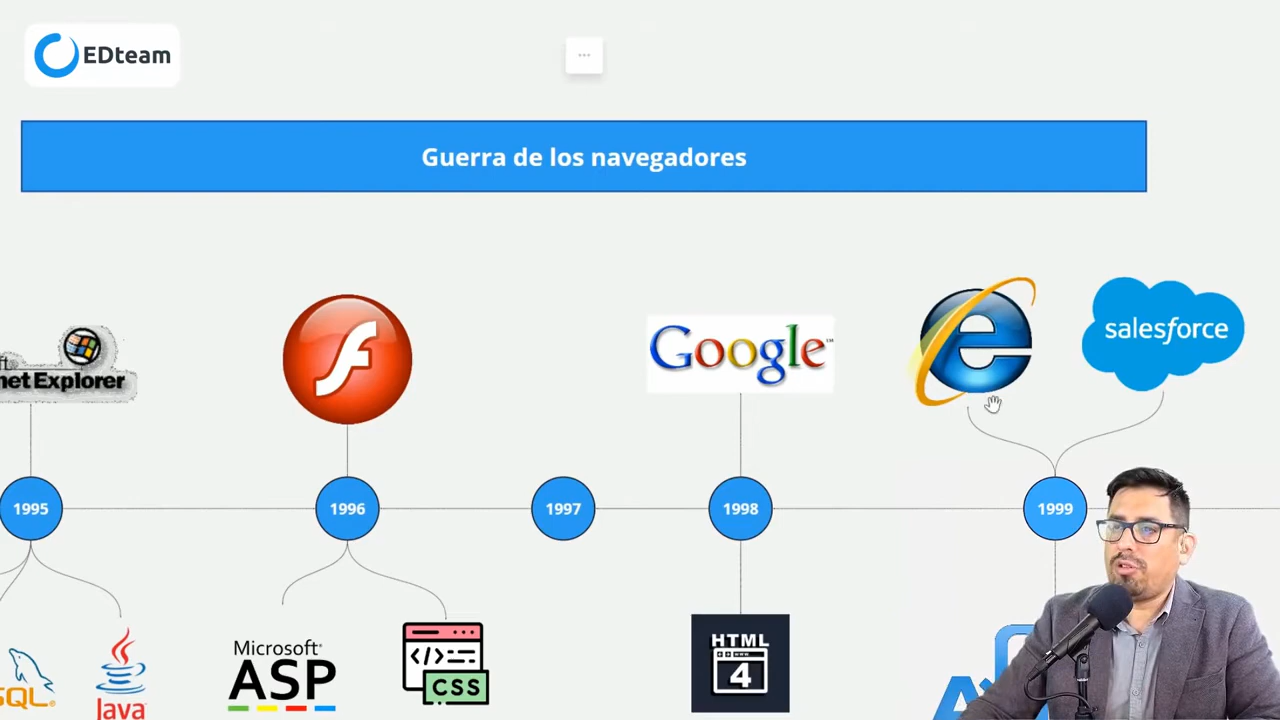 EDteam
Guerra de los navegadores
net Explorer
Google™
salesforce
1995
1996
1997
1998
1999
Microsoft®
ASP
CSS
HTML
4
SQL
Java